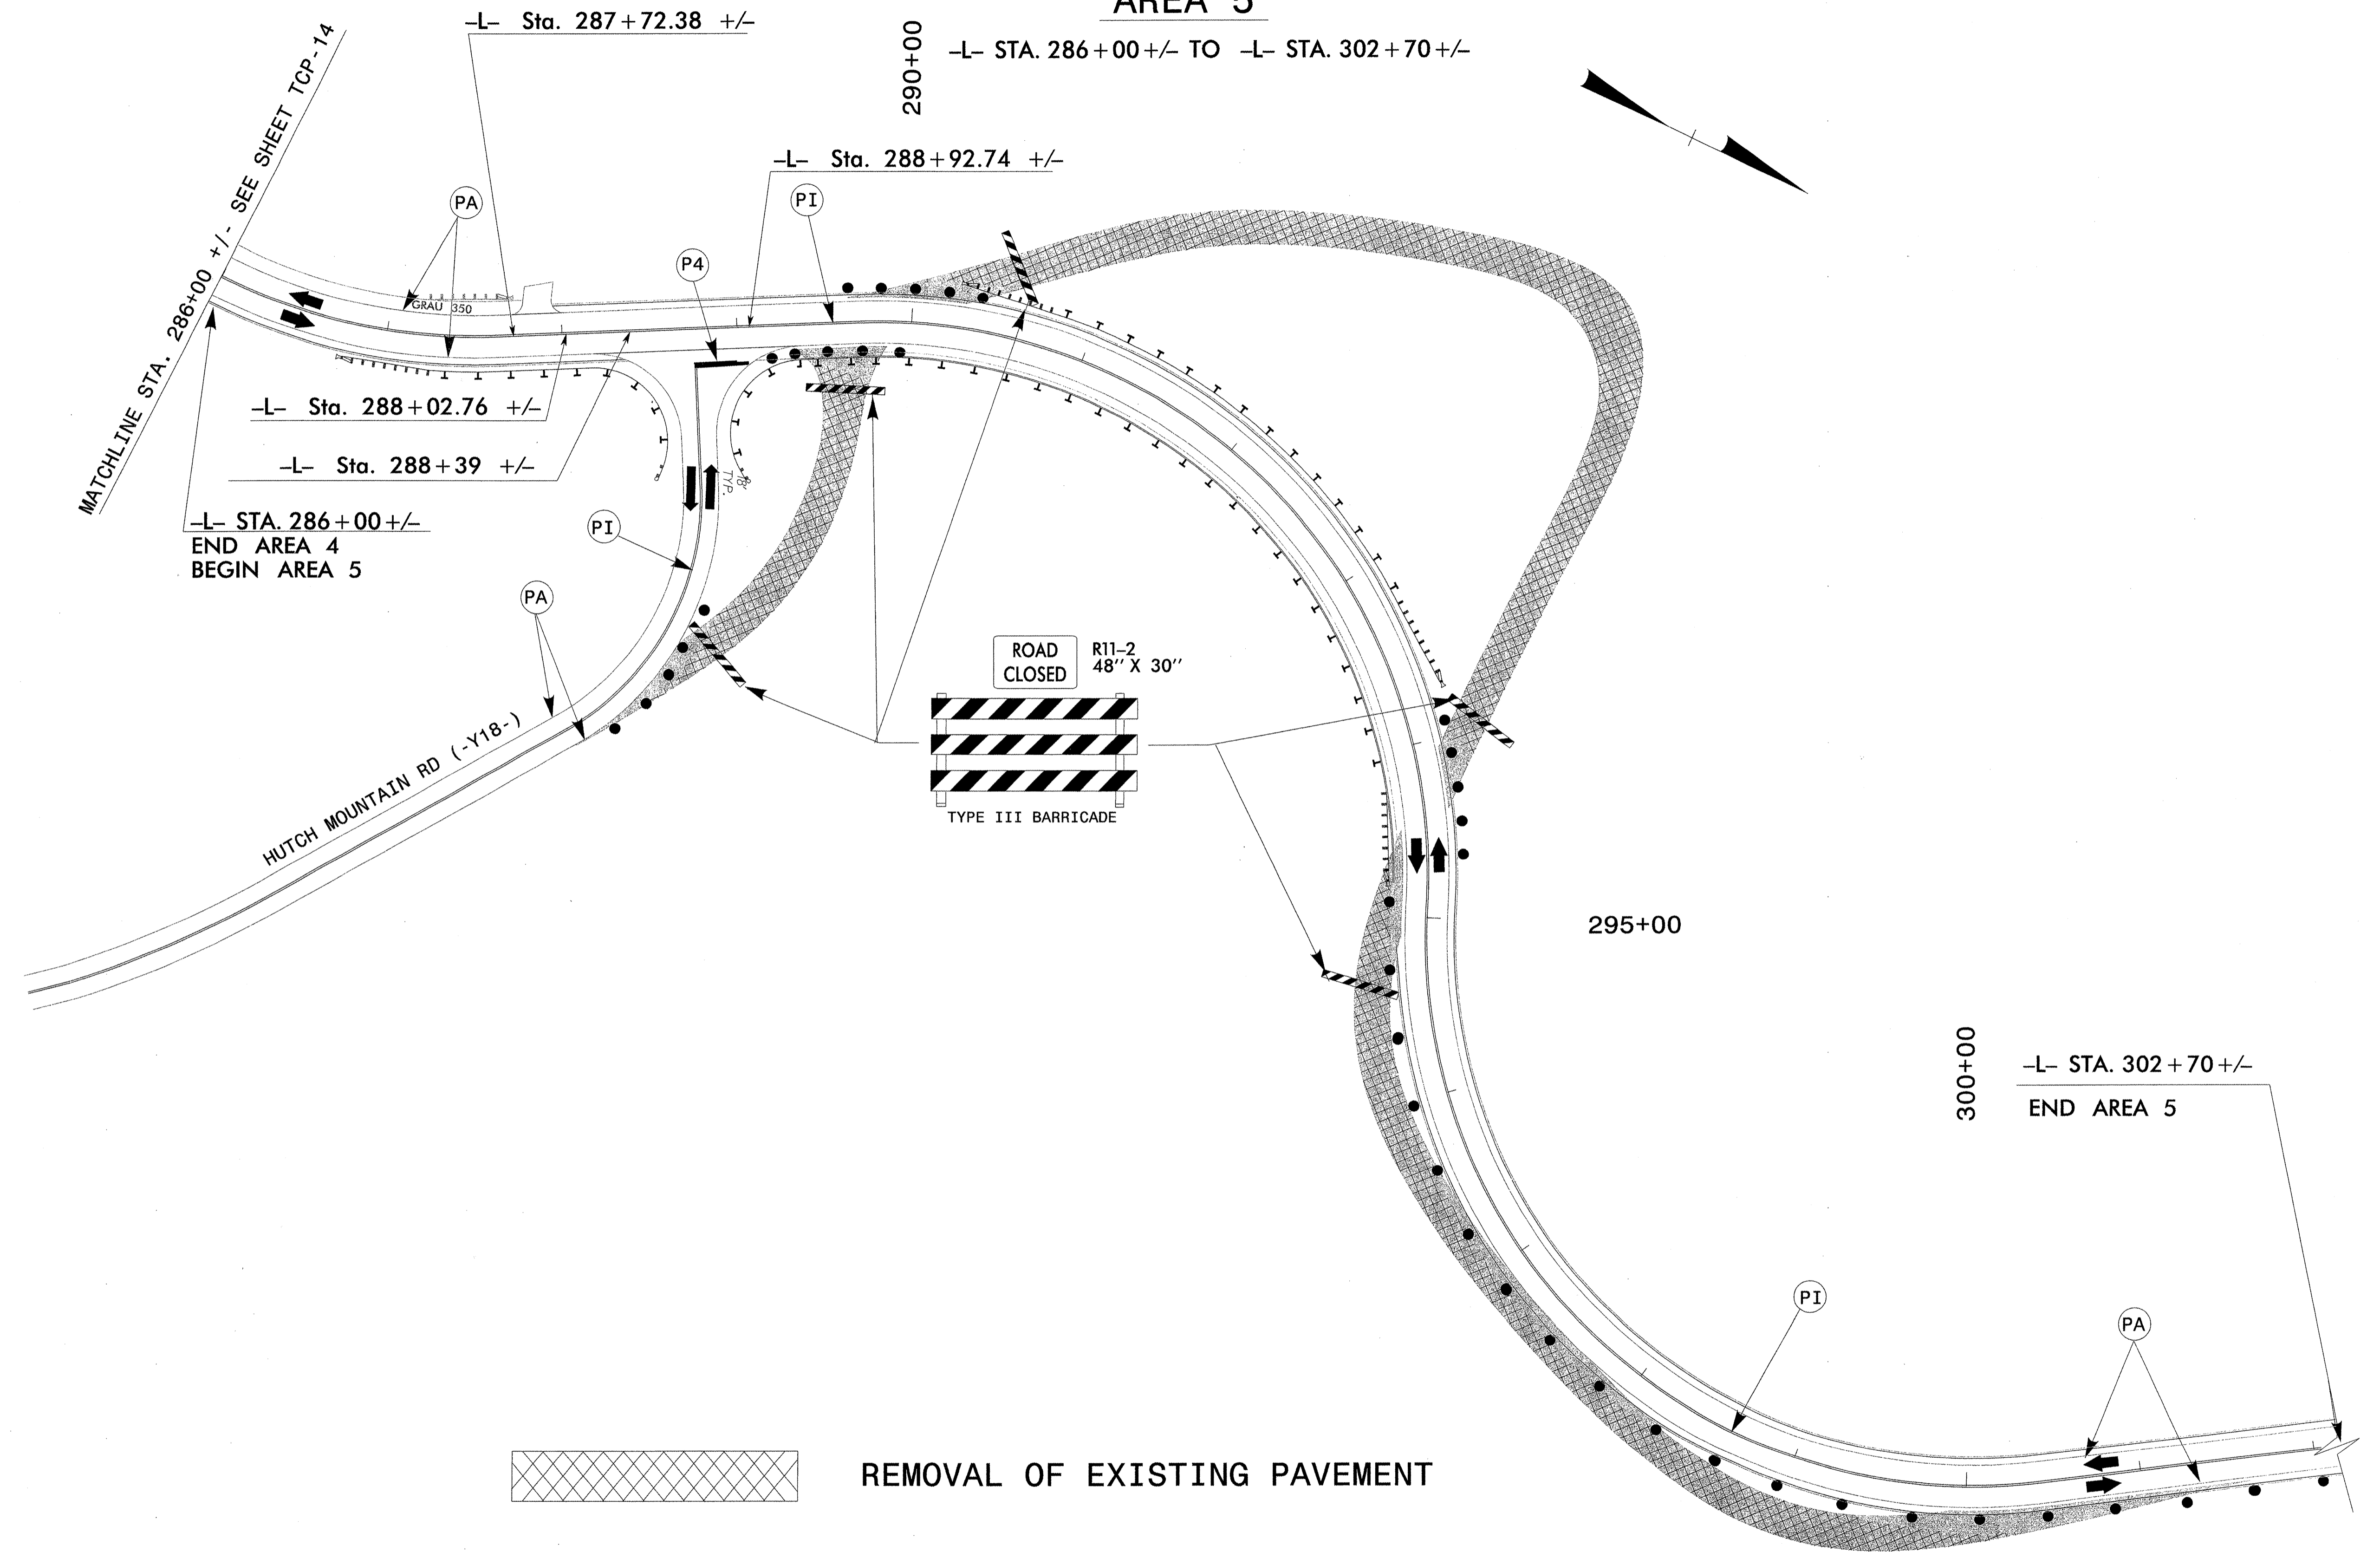 AREA 5
-L- STA. 286+00+/- TO -L- STA. 302+70+/-
-L- Sta. 287+72.38 +/-
290+00
MATCHLINE STA. 286+00 +/- SEE SHEET TCP-14
-L- Sta. 288+92.74 +/-
PA
PI
P4
GRAU 350
-L- Sta. 288+02.76 +/-
-L- Sta. 288+39 +/-
TYP.
-L- STA. 286+00+/-
END AREA 4
BEGIN AREA 5
PI
PA
ROAD
CLOSED
R11-2
48" X 30"
HUTCH MOUNTAIN RD (-Y18-)
TYPE III BARRICADE
295+00
300+00
-L- STA. 302+70+/-
END AREA 5
PI
PA
REMOVAL OF EXISTING PAVEMENT